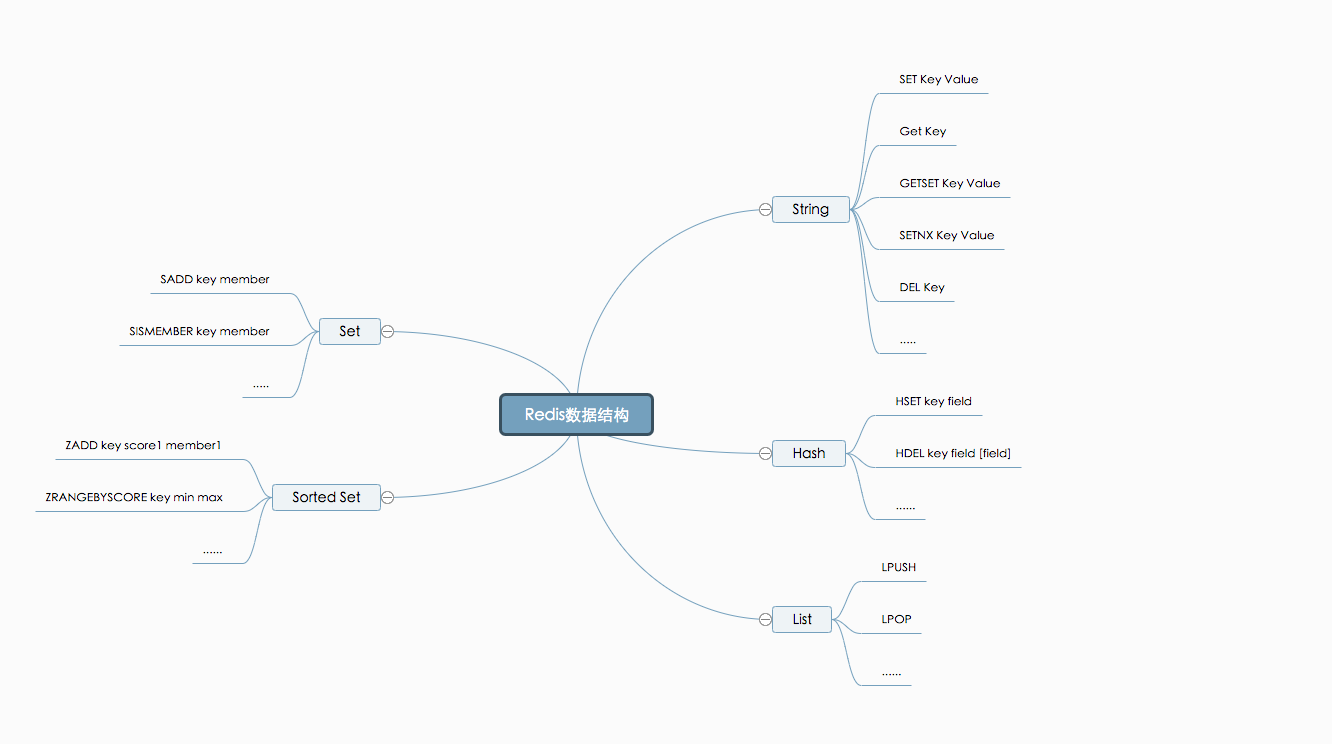 Redis数据结构
String
SET Key Value
Get Key
GETSET Key Value
SETNX Key Value
DEL Key
.....
Hash
HSET key field
HDEL key field [field]
......
List
LPUSH
LPOP
......
Set
SADD key member
SISMEMBER key member
.....
Sorted Set
ZADD key score1 member1
ZRANGEBYSCORE key min max
......